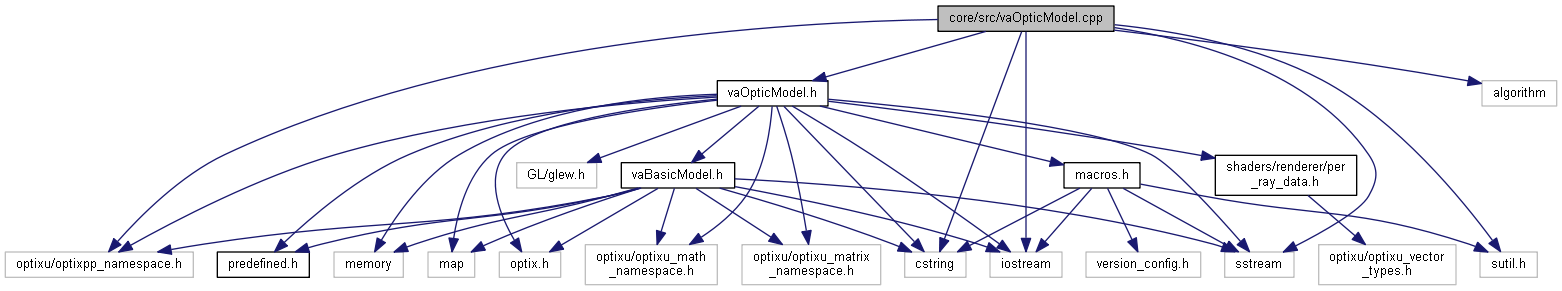 core/src/vaOpticModel.cpp
vaOpticModel.h
algorithm
GL/glew.h
vaBasicModel.h
macros.h
shaders/renderer/per
_ray_data.h
optixu/optixpp_namespace.h
predefined.h
memory
map
optix.h
optixu/optixu_math
_namespace.h
optixu/optixu_matrix
_namespace.h
cstring
iostream
version_config.h
sstream
optixu/optixu_vector
_types.h
sutil.h